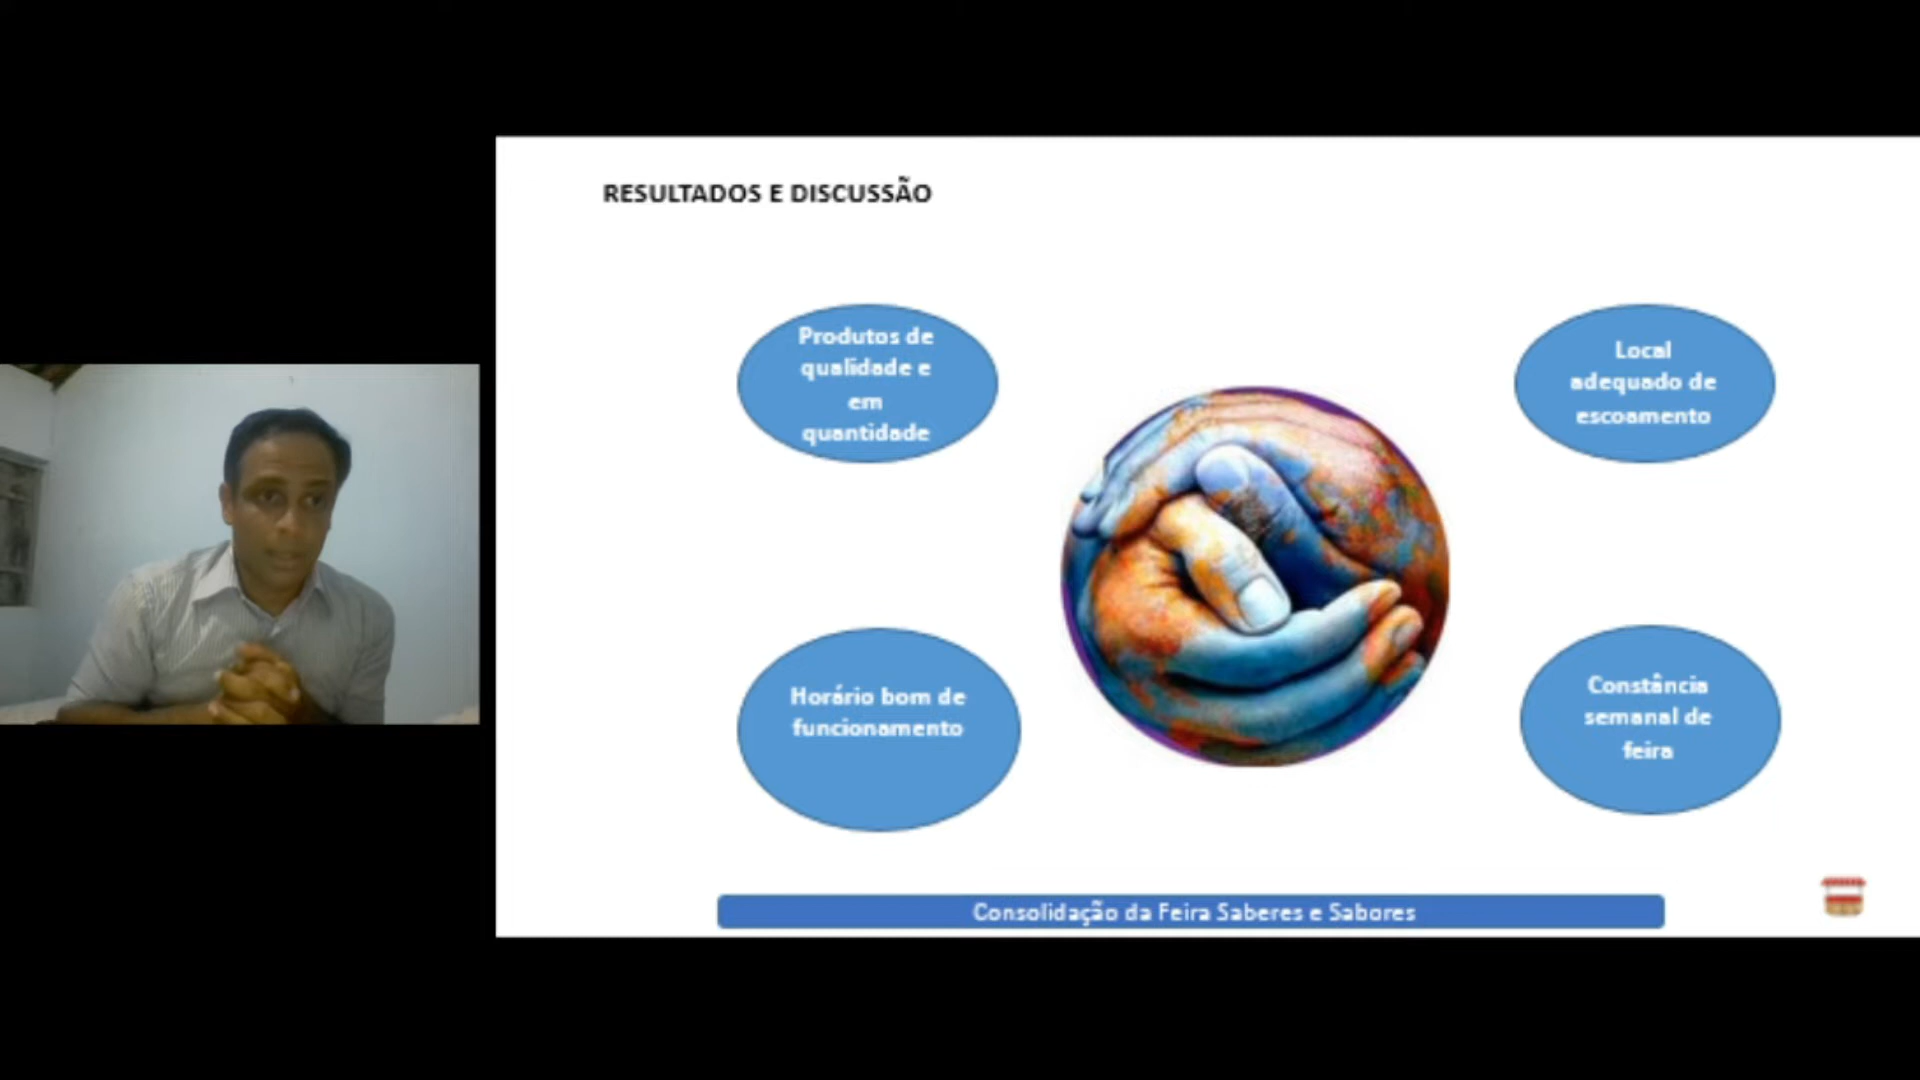 RESULTADOS E DISCUSSÃO
Produtos de
qualidade e
em
quantidade
Local
adequado de
escoamento
Horário bom de
funcionamento
Constância
semanal de
feira
Consolidação da Feira Saberes e Sabores